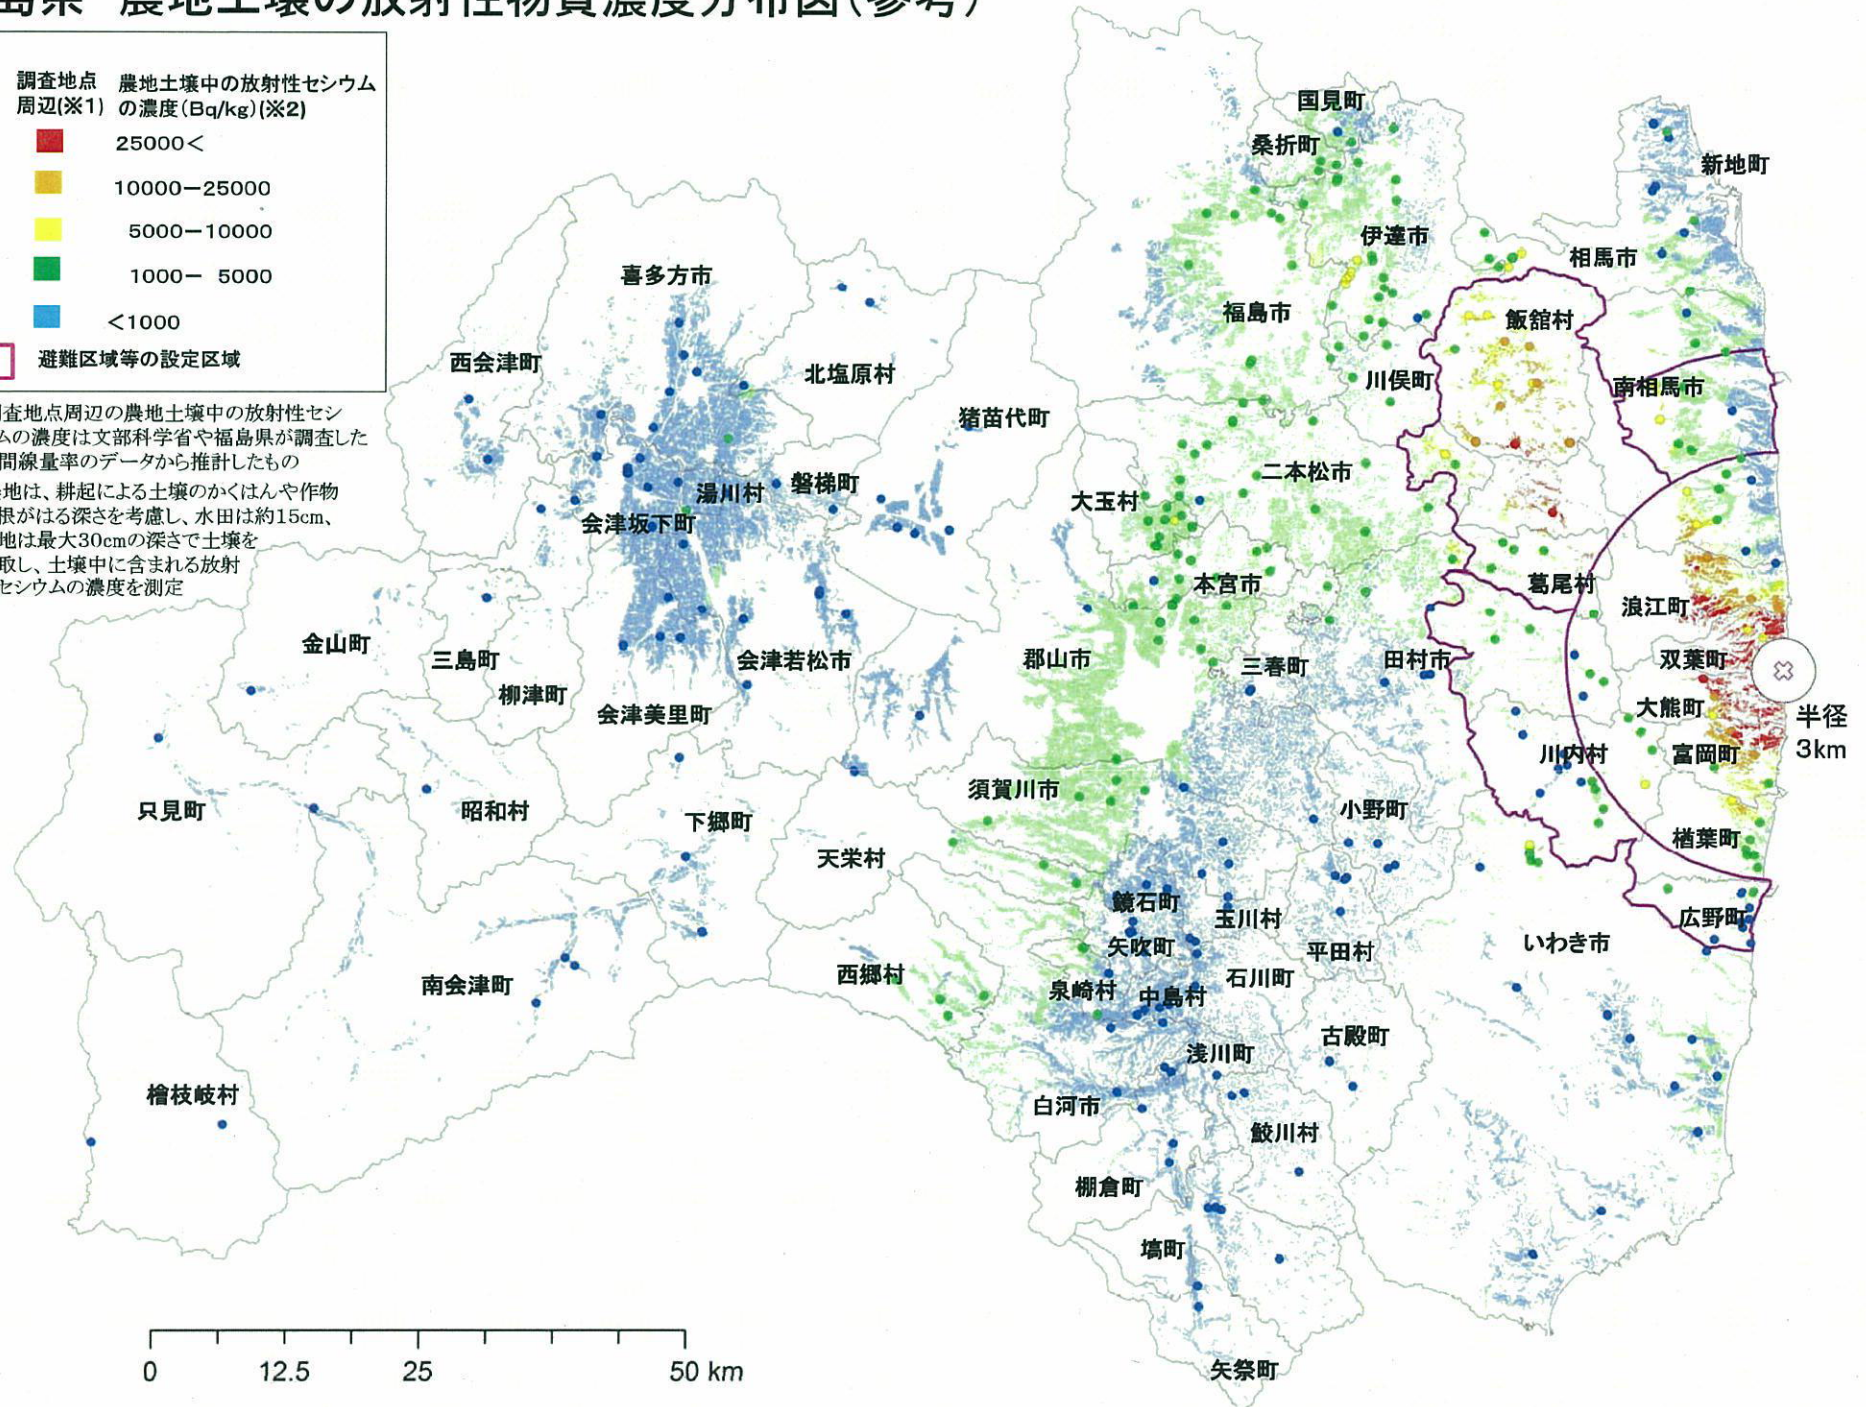 島県 農地土壌の放射性物質濃度分布図(参考)
調査地点 農地土壌中の放射性セシウム
周辺(※1) の濃度(Bq/kg)(※2)
25000<
10000-25000
5000-10000
1000- 5000
<1000
避難区域等の設定区域
査地点周辺の農地土壌中の放射性セシ
ムの濃度は文部科学省や福島県が調査した
間線量率のデータから推計したもの
地は、耕起による土壌のかくはんや作物
根がはる深さを考慮し、水田は約15cm、
地は最大30cmの深さで土壌を
取し、土壌中に含まれる放射
セシウムの濃度を測定
国見町
桑折町
新地町
伊達市
相馬市
喜多方市
福島市
飯舘村
西会津町
北塩原村
川俣町
南相馬市
猪苗代町
二本松市
磐梯町
湯川村
大玉村
会津坂下町
本宮市
葛尾村
浪江町
金山町
三島町
会津若松市
郡山市
三春町
田村市
双葉町
柳津町
会津美里町
大熊町
半径
3km
川内村
富岡町
須賀川市
只見町
昭和村
下郷町
小野町
楢葉町
天栄村
鏡石町
玉川村
広野町
矢吹町
平田村
いわき市
西郷村
南会津町
泉崎村
中島村
石川町
古殿町
浅川町
檜枝岐村
白河市
鮫川村
棚倉町
塙町
矢祭町
0 12.5 25 50 km